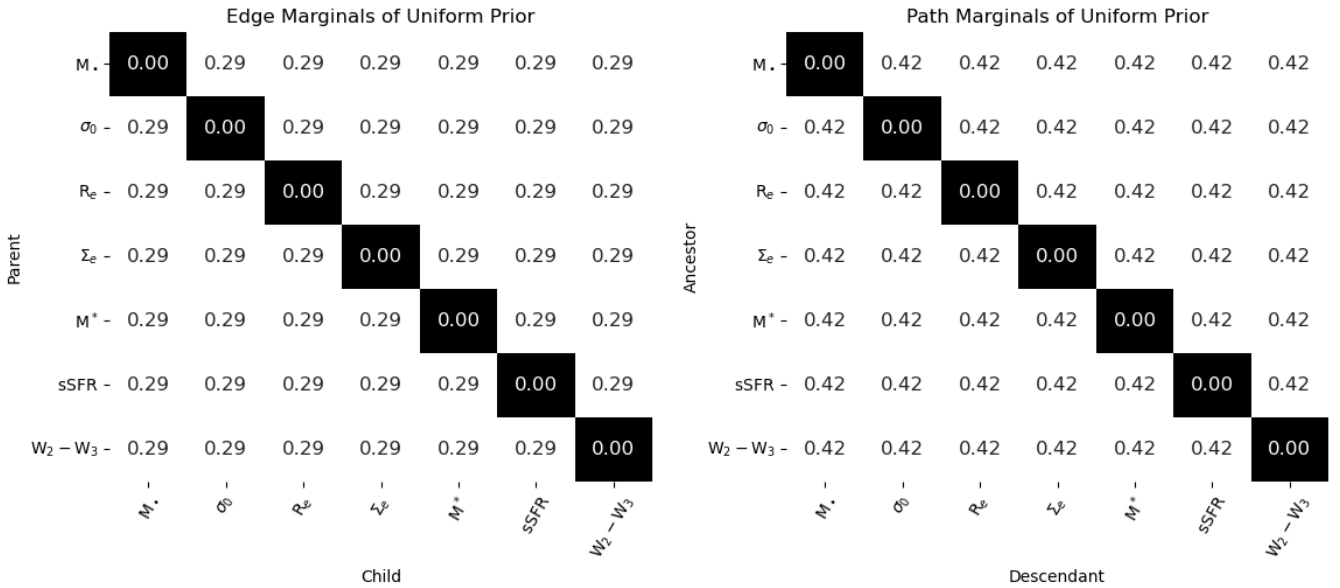 Edge Marginals of Uniform Prior
Parent
M• 0.00 0.29 0.29 0.29 0.29 0.29 0.29
σ₀ 0.29 0.00 0.29 0.29 0.29 0.29 0.29
Rₑ 0.29 0.29 0.00 0.29 0.29 0.29 0.29
Σₑ 0.29 0.29 0.29 0.00 0.29 0.29 0.29
M* 0.29 0.29 0.29 0.29 0.00 0.29 0.29
sSFR 0.29 0.29 0.29 0.29 0.29 0.00 0.29
W₂ − W₃ 0.29 0.29 0.29 0.29 0.29 0.29 0.00
M• σ₀ Rₑ Σₑ M* sSFR W₂ − W₃
Child
Path Marginals of Uniform Prior
Ancestor
M• 0.00 0.42 0.42 0.42 0.42 0.42 0.42
σ₀ 0.42 0.00 0.42 0.42 0.42 0.42 0.42
Rₑ 0.42 0.42 0.00 0.42 0.42 0.42 0.42
Σₑ 0.42 0.42 0.42 0.00 0.42 0.42 0.42
M* 0.42 0.42 0.42 0.42 0.00 0.42 0.42
sSFR 0.42 0.42 0.42 0.42 0.42 0.00 0.42
W₂ − W₃ 0.42 0.42 0.42 0.42 0.42 0.42 0.00
M• σ₀ Rₑ Σₑ M* sSFR W₂ − W₃
Descendant